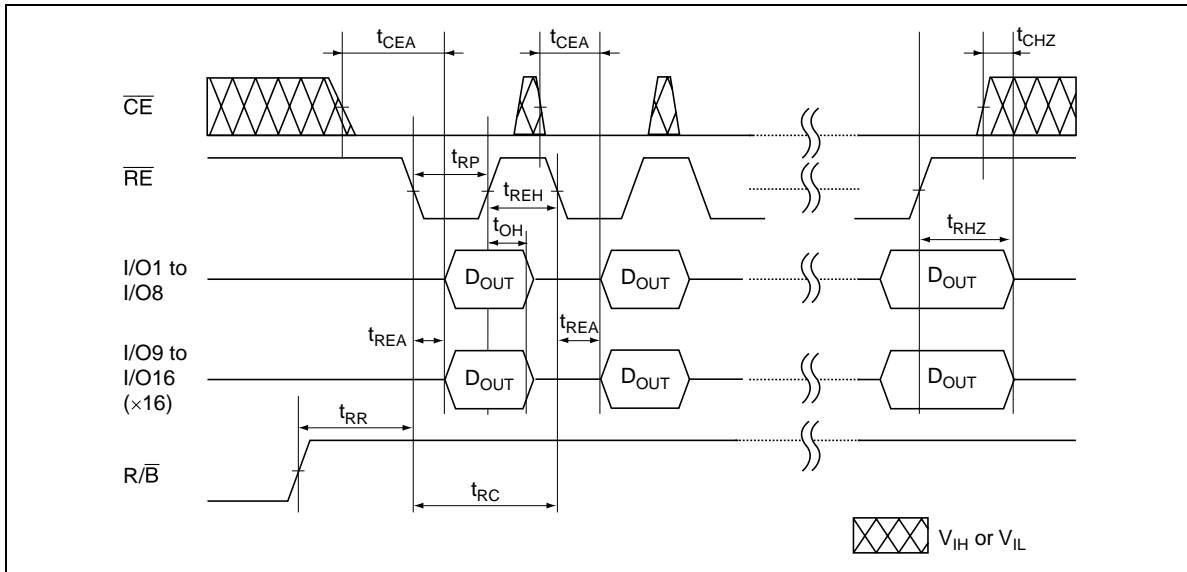 tCEA tCEA tCHZ
CE
tRP
RE
tREH
tRHZ
tOH
I/O1 to
I/O8
DOUT DOUT DOUT
tREA tREA
I/O9 to
I/O16
(×16)
DOUT DOUT DOUT
tRR
R/B
tRC
VIH or VIL